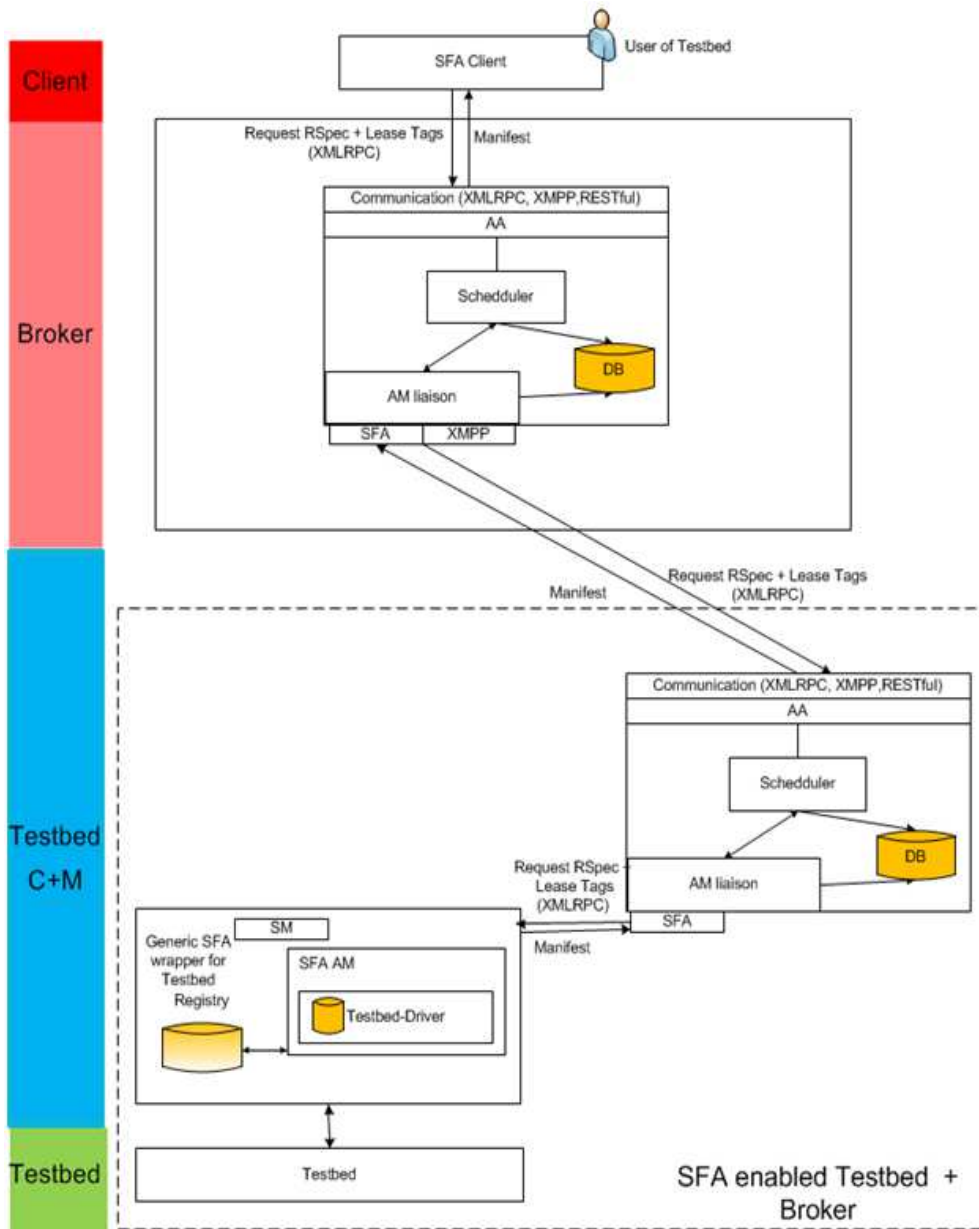 Client
User of Testbed
SFA Client
Request RSpec + Lease Tags
(XMLRPC)
Manifest
Broker
Communication (XMLRPC, XMPP,RESTful)
AA
Schedduler
DB
AM liaison
SFA
XMPP
Manifest
Request RSpec + Lease Tags
(XMLRPC)
Testbed
C+M
Communication (XMLRPC, XMPP,RESTful)
AA
Schedduler
DB
AM liaison
SFA
Request RSpec +
Lease Tags
(XMLRPC)
Manifest
SM
Generic SFA
wrapper for
Testbed
Registry
SFA AM
Testbed-Driver
Testbed
Testbed
SFA enabled Testbed +
Broker